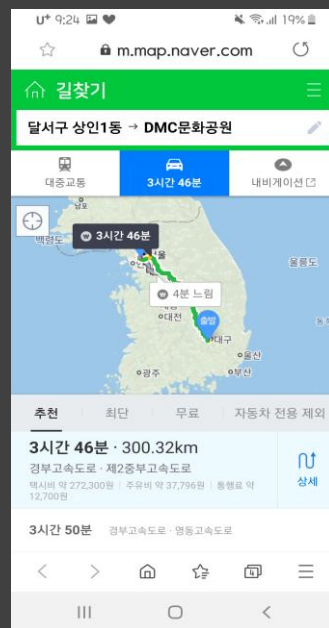 U+ 9:24 19%
m.map.naver.com
길찾기
달서구 상인1동 → DMC문화공원
대중교통
3시간 46분
내비게이션
남포
백령도
3시간 46분
울릉도
4분 느림
대전
출발
대구
울산
광주
부산
추천 최단 무료 자동차 전용 제외
3시간 46분 · 300.32km
경부고속도로 · 제2중부고속도로
택시비 약 272,300원 | 주유비 약 37,796원 | 통행료 약
12,700원
상세
3시간 50분 경부고속도로 · 영동고속도로
4